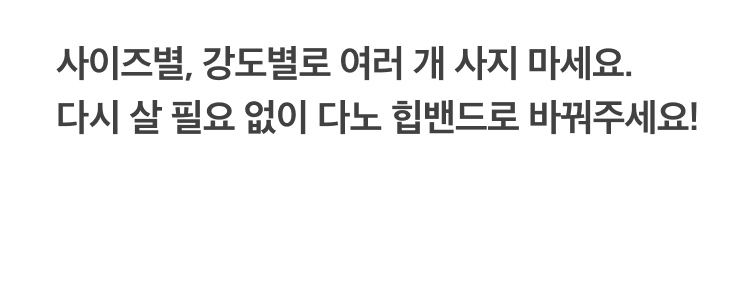 사이즈별, 강도별로 여러 개 사지 마세요.
다시 살 필요 없이 다노 힙밴드로 바꿔주세요!